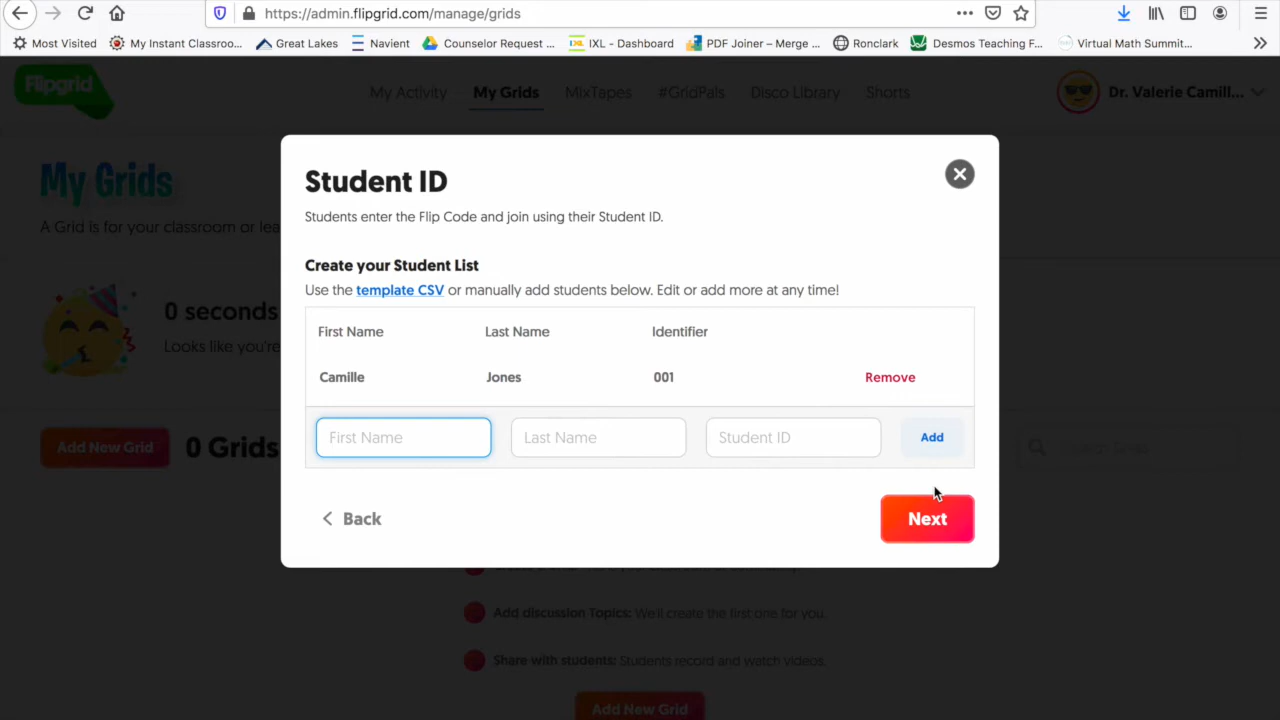 https://admin.flipgrid.com/manage/grids
Most Visited My Instant Classroo... Great Lakes Navient Counselor Request ... IXL - Dashboard PDF Joiner – Merge ... Ronclark Desmos Teaching F... Virtual Math Summit...
Flipgrid My Activity My Grids MixTapes #GridPals Disco Library Shorts Dr. Valerie Camill...
My Grids
A Grid is for your classroom or lea
0 seconds
Looks like you're
Add New Grid 0 Grids
Student ID
Students enter the Flip Code and join using their Student ID.
Create your Student List
Use the template CSV or manually add students below. Edit or add more at any time!
First Name Last Name Identifier
Camille Jones 001 Remove
First Name Last Name Student ID Add
Back Next
Add discussion Topics: We'll create the first one for you.
Share with students: Students record and watch videos.
Add New Grid